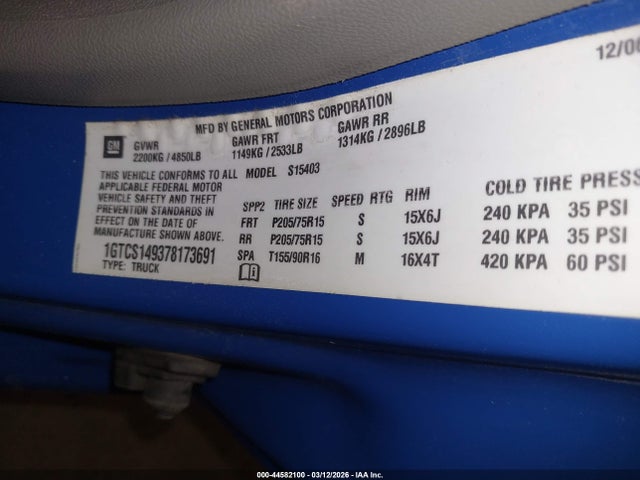 12/0
MFD BY GENERAL MOTORS CORPORATION
GM
GVWR GAWR FRT GAWR RR
2200KG / 4850LB 1149KG / 2533LB 1314KG / 2896LB
THIS VEHICLE CONFORMS TO ALL MODEL S15403
APPLICABLE FEDERAL MOTOR
VEHICLE SAFETY AND THEFT
PREVENTION STANDARDS IN
EFFECT ON THE DATE OF
MANUFACTURE SHOWN ABOVE.
1GTCS149378173691
TYPE: TRUCK
SPP2 TIRE SIZE SPEED RTG RIM COLD TIRE PRESS
FRT P205/75R15 S 15X6J 240 KPA 35 PSI
RR P205/75R15 S 15X6J 240 KPA 35 PSI
SPA T155/90R16 M 16X4T 420 KPA 60 PSI
000-44582100 - 03/12/2026 - IAA Inc.